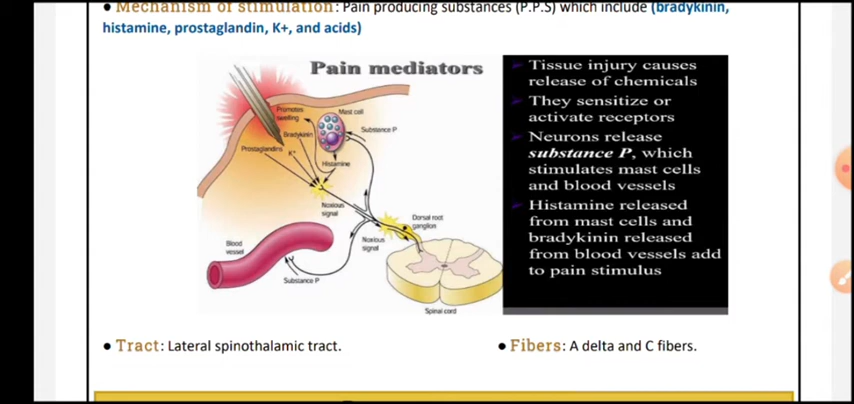 ● Mechanism of stimulation: Pain producing substances (P.P.S) which include (bradykinin,
histamine, prostaglandin, K+, and acids)
Pain mediators
Promotes
swelling
Mast cell
Bradykinin
Substance P
Prostaglandins
K+
Histamine
Noxious
signal
Dorsal root
ganglion
Blood
vessel
Noxious
signal
Substance P
Spinal cord
Tissue injury causes
release of chemicals
They sensitize or
activate receptors
Neurons release
substance P, which
stimulates mast cells
and blood vessels
Histamine released
from mast cells and
bradykinin released
from blood vessels add
to pain stimulus
● Tract: Lateral spinothalamic tract.
● Fibers: A delta and C fibers.